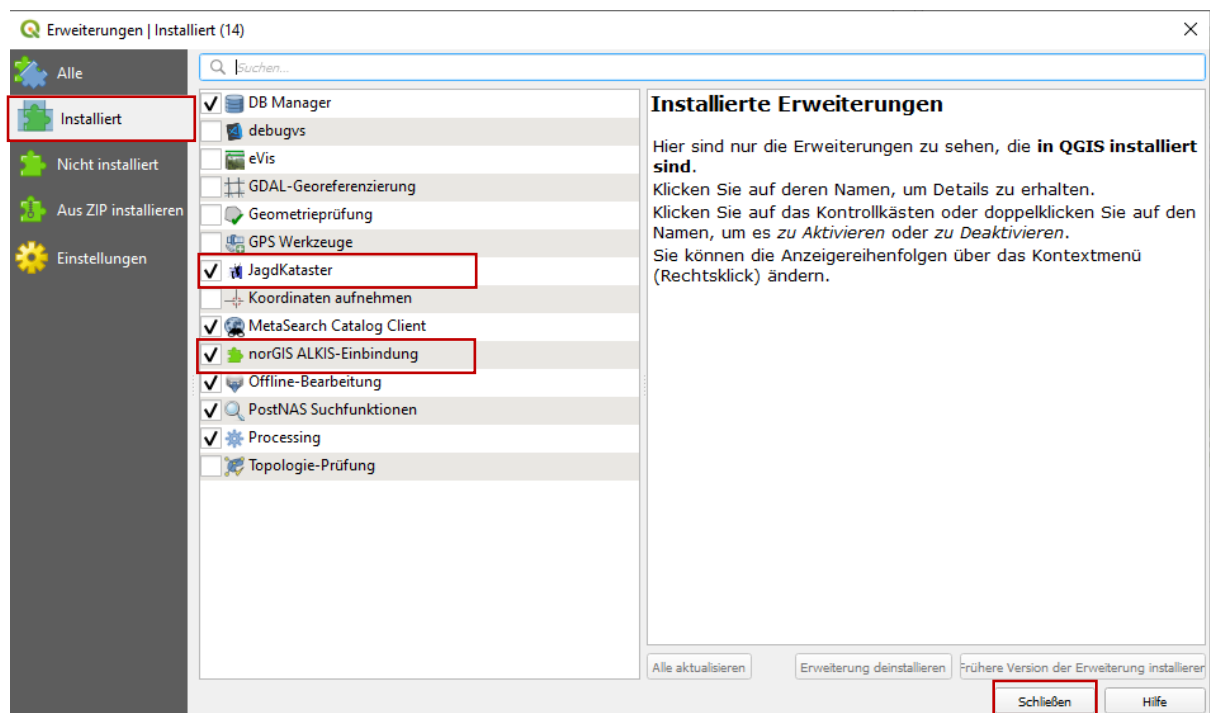 Erweiterungen | Installiert (14)
Alle
Installiert
Nicht installiert
Aus ZIP installieren
Einstellungen
Suchen...
DB Manager
debugvs
eVis
GDAL-Georeferenzierung
Geometrieprüfung
GPS Werkzeuge
JagdKataster
Koordinaten aufnehmen
MetaSearch Catalog Client
norGIS ALKIS-Einbindung
Offline-Bearbeitung
PostNAS Suchfunktionen
Processing
Topologie-Prüfung
Installierte Erweiterungen
Hier sind nur die Erweiterungen zu sehen, die in QGIS installiert
sind.
Klicken Sie auf deren Namen, um Details zu erhalten.
Klicken Sie auf das Kontrollkästen oder doppelklicken Sie auf den
Namen, um es zu Aktivieren oder zu Deaktivieren.
Sie können die Anzeigereihenfolgen über das Kontextmenü
(Rechtsklick) ändern.
Alle aktualisieren
Erweiterung deinstallieren
Frühere Version der Erweiterung installieren
Schließen
Hilfe